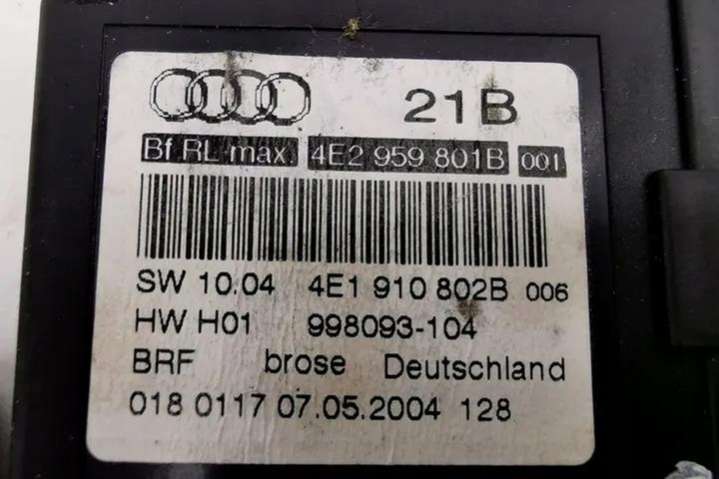 21B
Bf RL max. 4E2 959 801B 001
SW 10.04 4E1 910 802B 006
HW H01 998093-104
BRF brose Deutschland
018 0117 07.05.2004 128